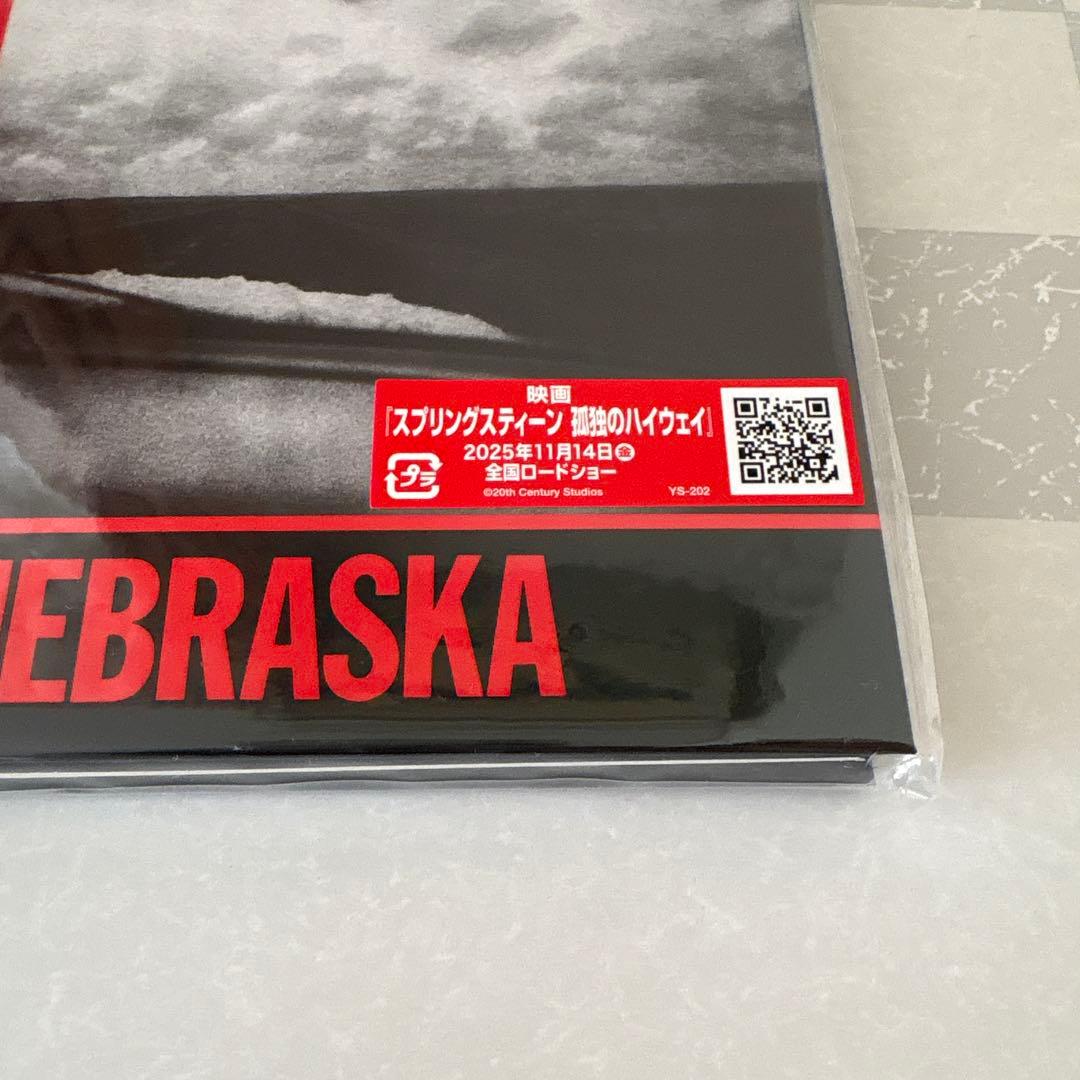 映画
『スプリングスティーン 孤独のハイウェイ』
2025年11月14日㊎
全国ロードショー
プラ
©20th Century Studios YS-202
NEBRASKA